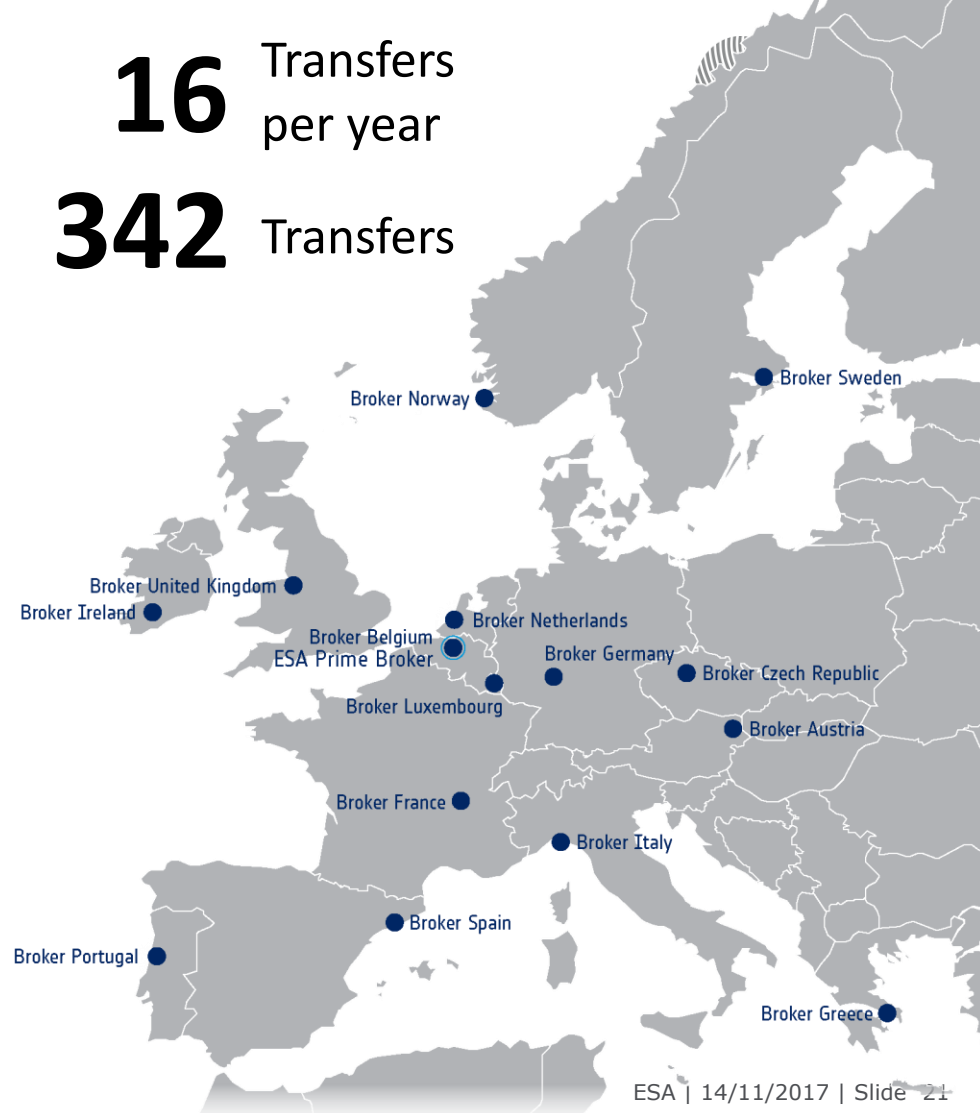 16 Transfers
per year
342 Transfers
Broker Sweden
Broker Norway
Broker United Kingdom
Broker Ireland
Broker Netherlands
Broker Belgium
ESA Prime Broker
Broker Germany
Broker Czech Republic
Broker Luxembourg
Broker Austria
Broker France
Broker Italy
Broker Spain
Broker Portugal
Broker Greece
ESA | 14/11/2017 | Slide 21